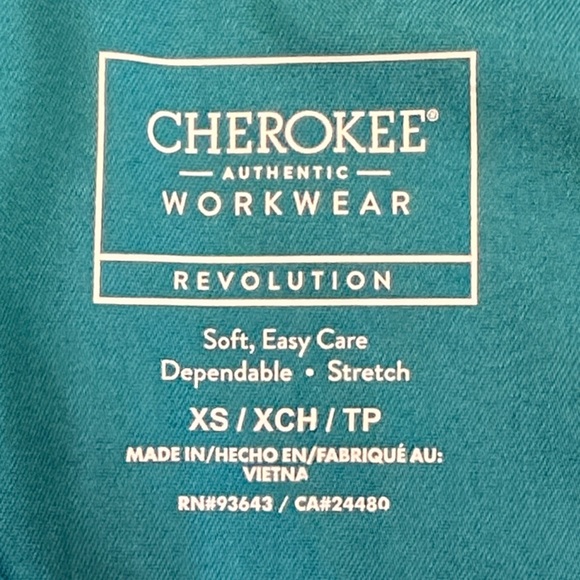 CHEROKEE®
AUTHENTIC
WORKWEAR
REVOLUTION
Soft, Easy Care
Dependable • Stretch
XS / XCH / TP
MADE IN/HECHO EN/FABRIQUÉ AU:
VIETNA
RN#93643 / CA#24480